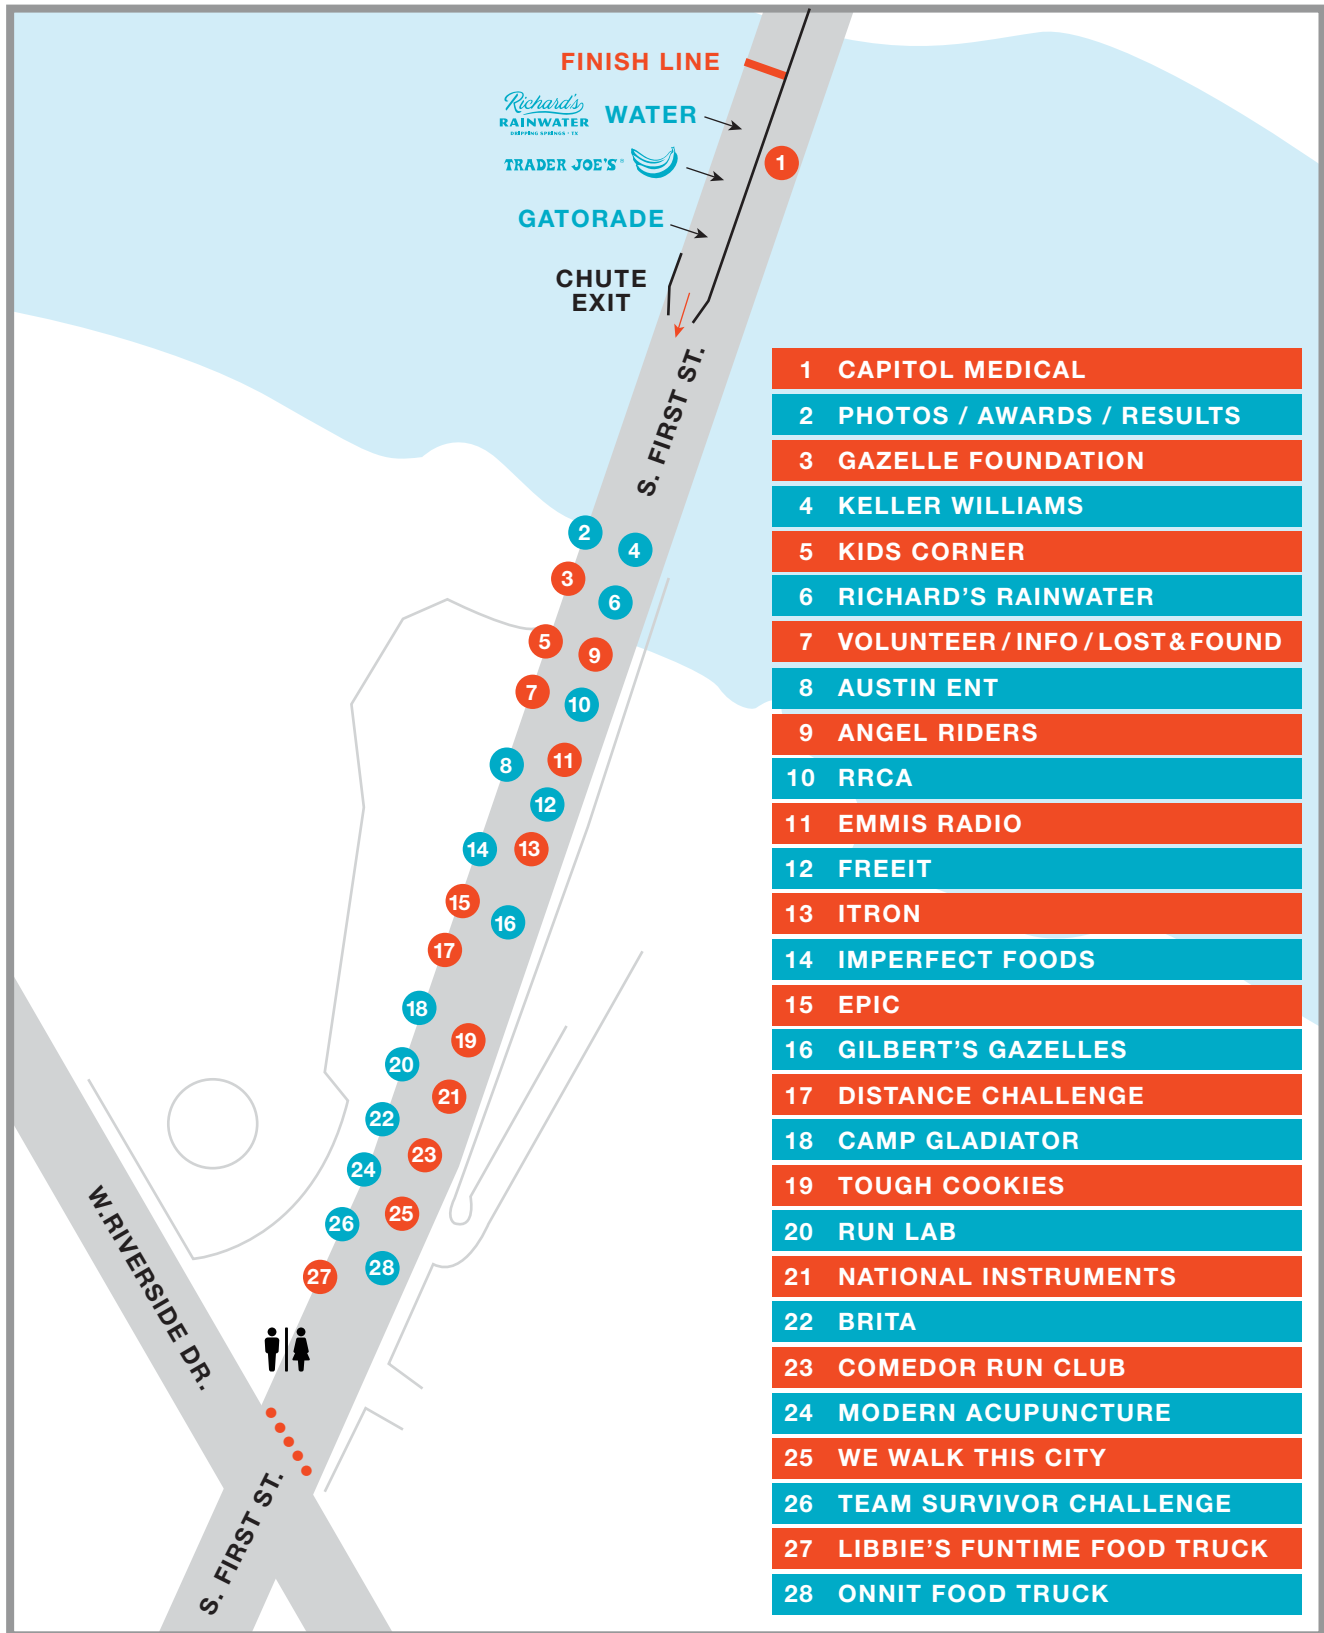 FINISH LINE
Richard's
RAINWATER
DRIPPING SPRINGS - TX
WATER
TRADER JOE'S®
GATORADE
CHUTE
EXIT
1
S. FIRST ST.
2
4
3
6
5
9
7
10
8
11
12
14
13
15
16
17
18
19
20
21
22
23
24
25
26
28
27
W.RIVERSIDE DR.
S. FIRST ST.
1 CAPITOL MEDICAL
2 PHOTOS / AWARDS / RESULTS
3 GAZELLE FOUNDATION
4 KELLER WILLIAMS
5 KIDS CORNER
6 RICHARD'S RAINWATER
7 VOLUNTEER / INFO / LOST & FOUND
8 AUSTIN ENT
9 ANGEL RIDERS
10 RRCA
11 EMMIS RADIO
12 FREEIT
13 ITRON
14 IMPERFECT FOODS
15 EPIC
16 GILBERT'S GAZELLES
17 DISTANCE CHALLENGE
18 CAMP GLADIATOR
19 TOUGH COOKIES
20 RUN LAB
21 NATIONAL INSTRUMENTS
22 BRITA
23 COMEDOR RUN CLUB
24 MODERN ACUPUNCTURE
25 WE WALK THIS CITY
26 TEAM SURVIVOR CHALLENGE
27 LIBBIE'S FUNTIME FOOD TRUCK
28 ONNIT FOOD TRUCK